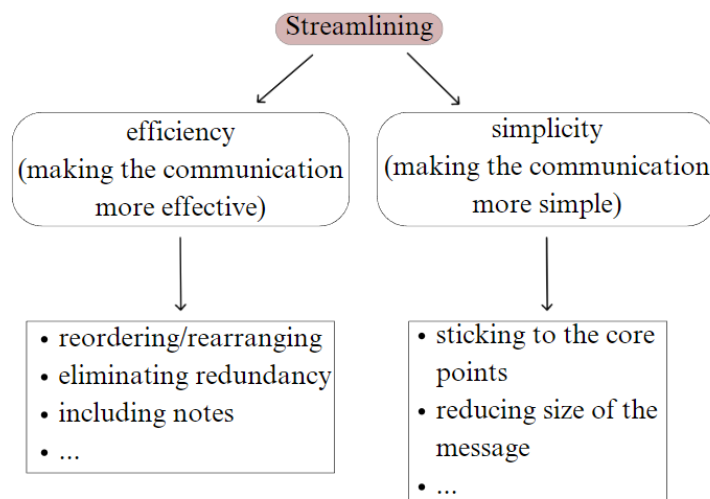 Streamlining
efficiency
(making the communication
more effective)
simplicity
(making the communication
more simple)
• reordering/rearranging
• eliminating redundancy
• including notes
• ...
• sticking to the core
points
• reducing size of the
message
• ...